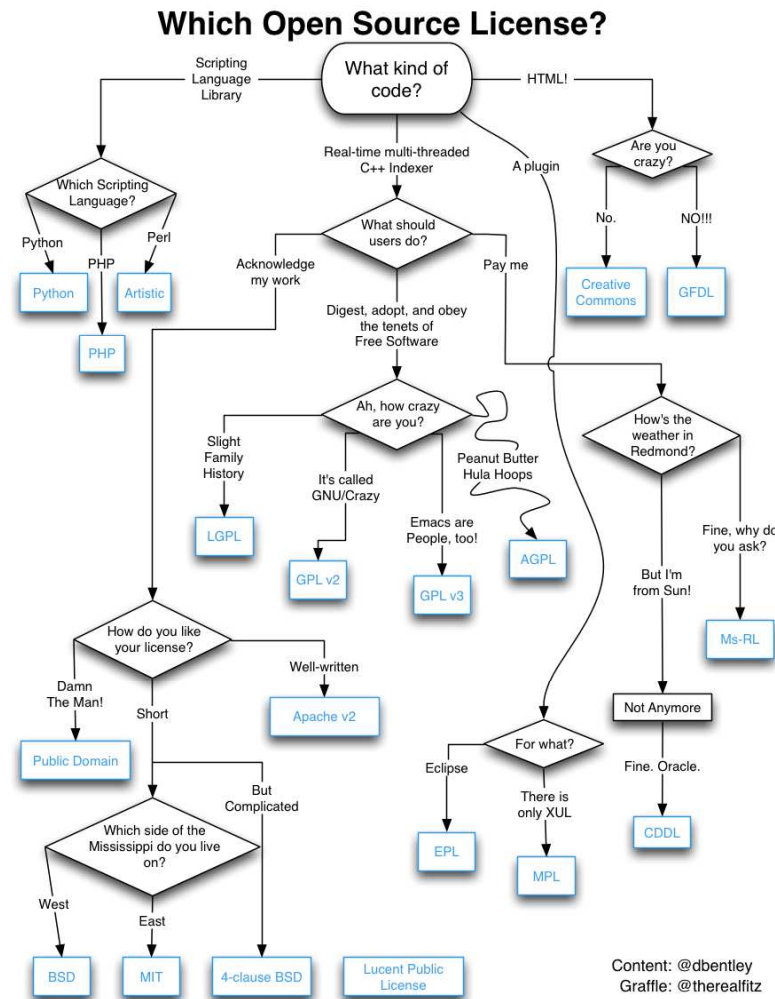 Which Open Source License?
What kind of
code?
Scripting
Language
Library
HTML!
Real-time multi-threaded
C++ Indexer
A plugin
Are you
crazy?
Which Scripting
Language?
What should
users do?
No.
NO!!!
Python
PHP
Perl
Acknowledge
my work
Pay me
Python
Artistic
Creative
Commons
GFDL
PHP
Digest, adopt, and obey
the tenets of
Free Software
Ah, how crazy
are you?
How's the
weather in
Redmond?
Slight
Family
History
Peanut Butter
Hula Hoops
It's called
GNU/Crazy
Emacs are
People, too!
Fine, why do
you ask?
LGPL
GPL v2
GPL v3
AGPL
But I'm
from Sun!
Ms-RL
How do you like
your license?
Well-written
Damn
The Man!
Short
Apache v2
Not Anymore
Public Domain
For what?
Eclipse
Fine. Oracle.
But
Complicated
There is
only XUL
Which side of the
Mississippi do you live
on?
EPL
MPL
CDDL
West
East
BSD
MIT
4-clause BSD
Lucent Public
License
Content: @dbentley
Graffle: @therealfitz